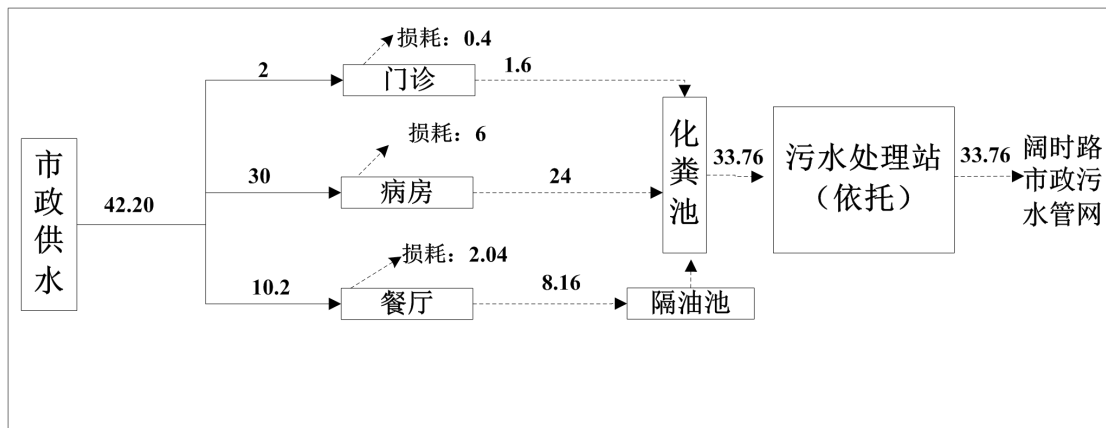 损耗：0.4
2
门诊
1.6
损耗：6
30
病房
24
市政供水
42.20
化粪池
33.76
污水处理站
（依托）
33.76
阔时路
市政污
水管网
损耗：2.04
10.2
餐厅
8.16
隔油池